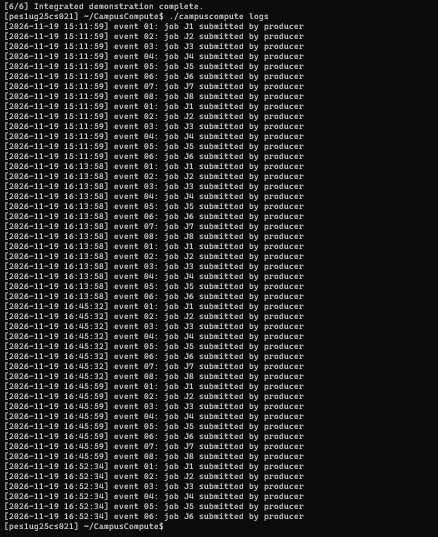 [6/6] Integrated demonstration complete.
[pes1ug25cs021] ~/CampusCompute$ ./campuscompute logs
[2026-11-19 15:11:59] event 01: job J1 submitted by producer
[2026-11-19 15:11:59] event 02: job J2 submitted by producer
[2026-11-19 15:11:59] event 03: job J3 submitted by producer
[2026-11-19 15:11:59] event 04: job J4 submitted by producer
[2026-11-19 15:11:59] event 05: job J5 submitted by producer
[2026-11-19 15:11:59] event 06: job J6 submitted by producer
[2026-11-19 15:11:59] event 07: job J7 submitted by producer
[2026-11-19 15:11:59] event 08: job J8 submitted by producer
[2026-11-19 15:11:59] event 01: job J1 submitted by producer
[2026-11-19 15:11:59] event 02: job J2 submitted by producer
[2026-11-19 15:11:59] event 03: job J3 submitted by producer
[2026-11-19 15:11:59] event 04: job J4 submitted by producer
[2026-11-19 15:11:59] event 05: job J5 submitted by producer
[2026-11-19 15:11:59] event 06: job J6 submitted by producer
[2026-11-19 16:13:58] event 01: job J1 submitted by producer
[2026-11-19 16:13:58] event 02: job J2 submitted by producer
[2026-11-19 16:13:58] event 03: job J3 submitted by producer
[2026-11-19 16:13:58] event 04: job J4 submitted by producer
[2026-11-19 16:13:58] event 05: job J5 submitted by producer
[2026-11-19 16:13:58] event 06: job J6 submitted by producer
[2026-11-19 16:13:58] event 07: job J7 submitted by producer
[2026-11-19 16:13:58] event 08: job J8 submitted by producer
[2026-11-19 16:13:58] event 01: job J1 submitted by producer
[2026-11-19 16:13:58] event 02: job J2 submitted by producer
[2026-11-19 16:13:58] event 03: job J3 submitted by producer
[2026-11-19 16:13:58] event 04: job J4 submitted by producer
[2026-11-19 16:13:58] event 05: job J5 submitted by producer
[2026-11-19 16:13:58] event 06: job J6 submitted by producer
[2026-11-19 16:45:32] event 01: job J1 submitted by producer
[2026-11-19 16:45:32] event 02: job J2 submitted by producer
[2026-11-19 16:45:32] event 03: job J3 submitted by producer
[2026-11-19 16:45:32] event 04: job J4 submitted by producer
[2026-11-19 16:45:32] event 05: job J5 submitted by producer
[2026-11-19 16:45:32] event 06: job J6 submitted by producer
[2026-11-19 16:45:32] event 07: job J7 submitted by producer
[2026-11-19 16:45:32] event 08: job J8 submitted by producer
[2026-11-19 16:45:59] event 01: job J1 submitted by producer
[2026-11-19 16:45:59] event 02: job J2 submitted by producer
[2026-11-19 16:45:59] event 03: job J3 submitted by producer
[2026-11-19 16:45:59] event 04: job J4 submitted by producer
[2026-11-19 16:45:59] event 05: job J5 submitted by producer
[2026-11-19 16:45:59] event 06: job J6 submitted by producer
[2026-11-19 16:45:59] event 07: job J7 submitted by producer
[2026-11-19 16:45:59] event 08: job J8 submitted by producer
[2026-11-19 16:52:34] event 01: job J1 submitted by producer
[2026-11-19 16:52:34] event 02: job J2 submitted by producer
[2026-11-19 16:52:34] event 03: job J3 submitted by producer
[2026-11-19 16:52:34] event 04: job J4 submitted by producer
[2026-11-19 16:52:34] event 05: job J5 submitted by producer
[2026-11-19 16:52:34] event 06: job J6 submitted by producer
[pes1ug25cs021] ~/CampusCompute$